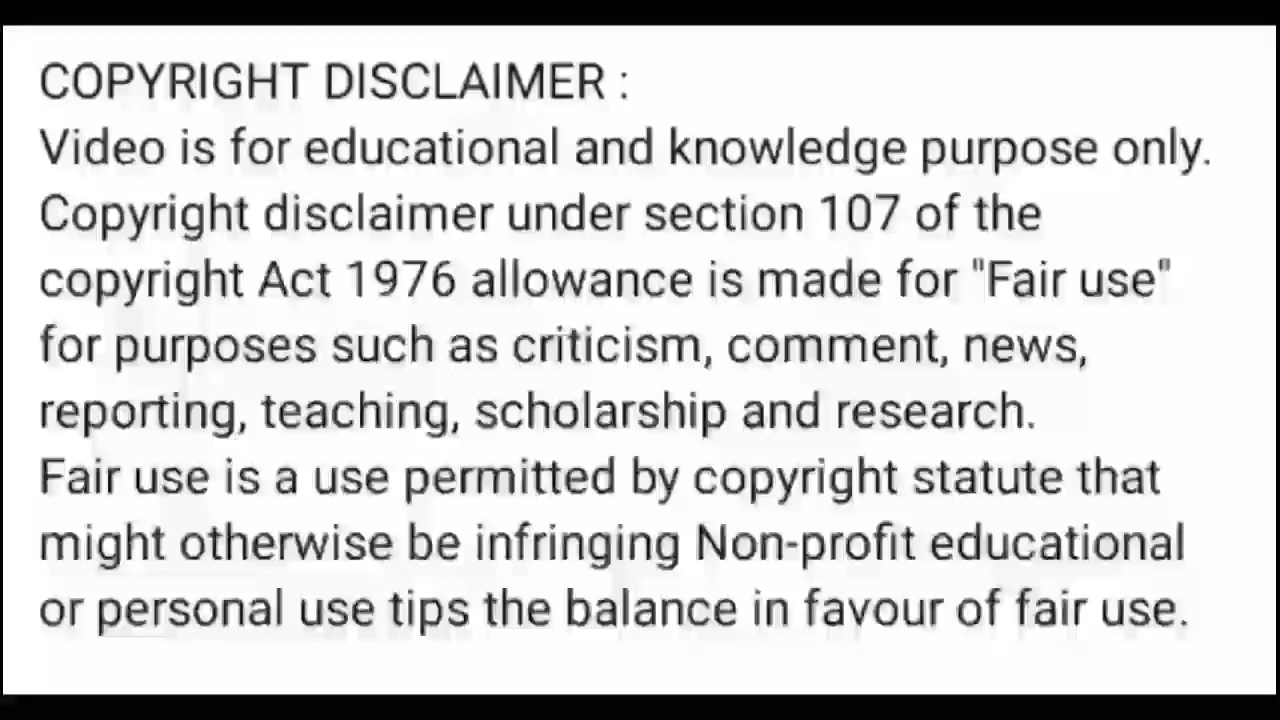 COPYRIGHT DISCLAIMER :
Video is for educational and knowledge purpose only.
Copyright disclaimer under section 107 of the
copyright Act 1976 allowance is made for "Fair use"
for purposes such as criticism, comment, news,
reporting, teaching, scholarship and research.
Fair use is a use permitted by copyright statute that
might otherwise be infringing Non-profit educational
or personal use tips the balance in favour of fair use.